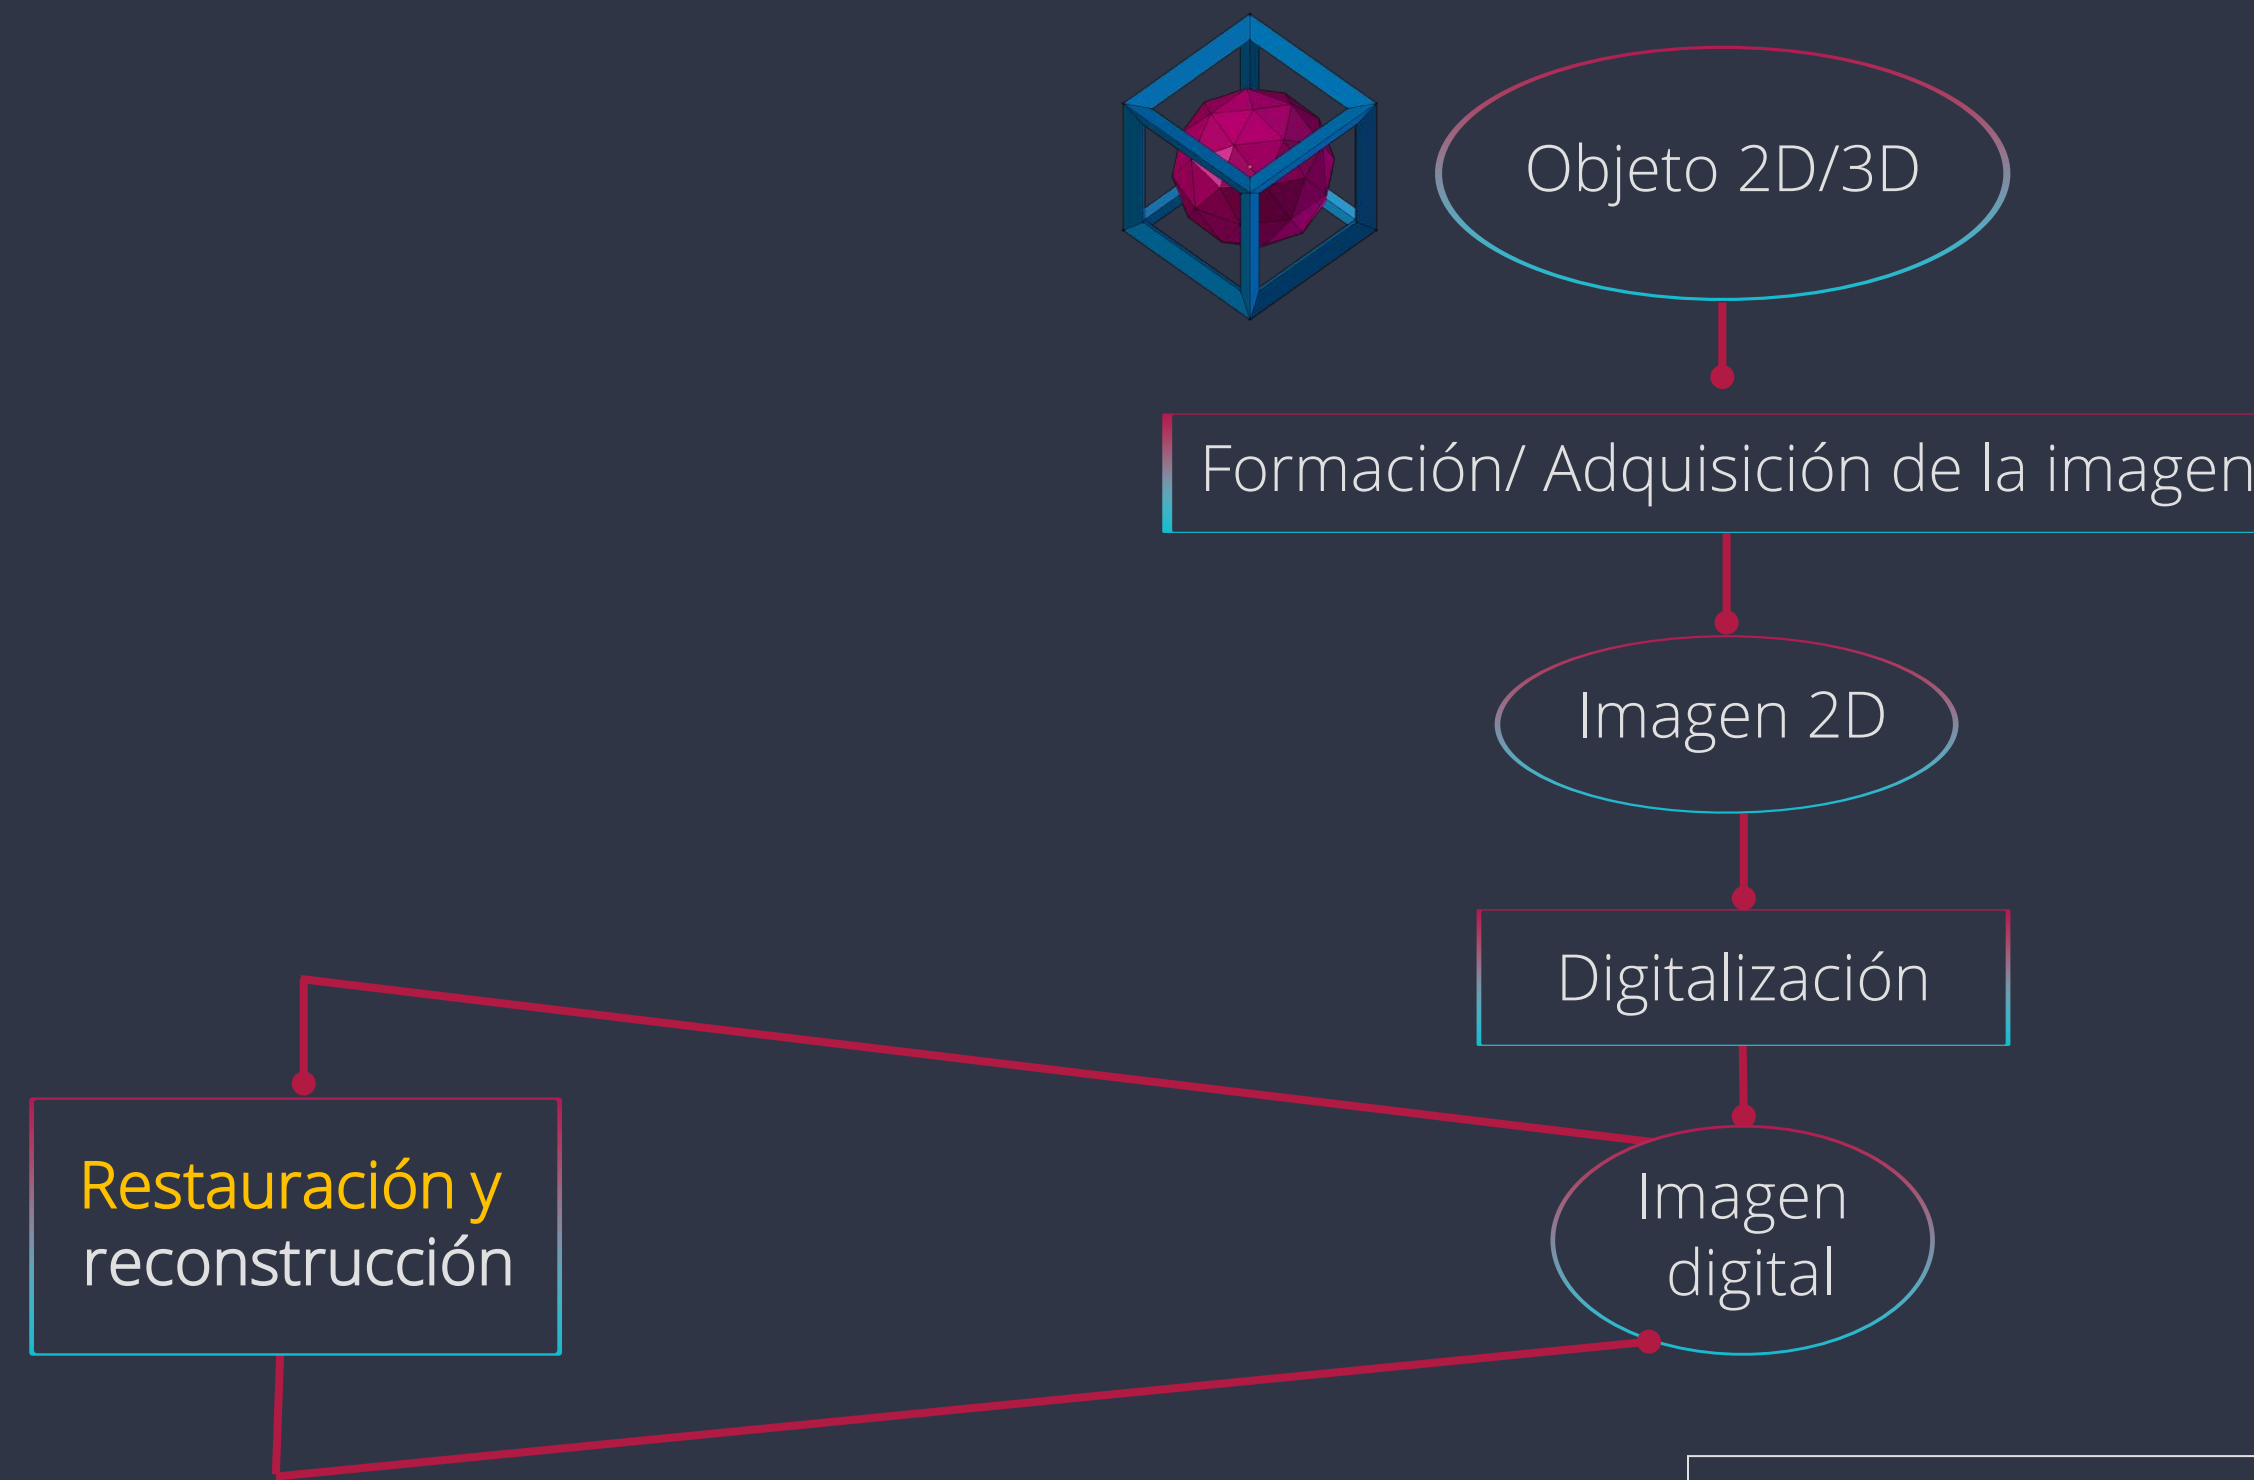 Objeto 2D/3D
Formación/ Adquisición de la imagen
Imagen 2D
Digitalización
Restauración y
reconstrucción
Imagen
digital